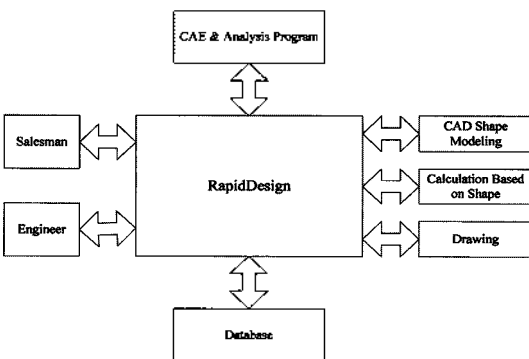 CAE & Analysis Program
Salesman
CAD Shape
Modeling
RapidDesign
Calculation Based
on Shape
Engineer
Drawing
Database